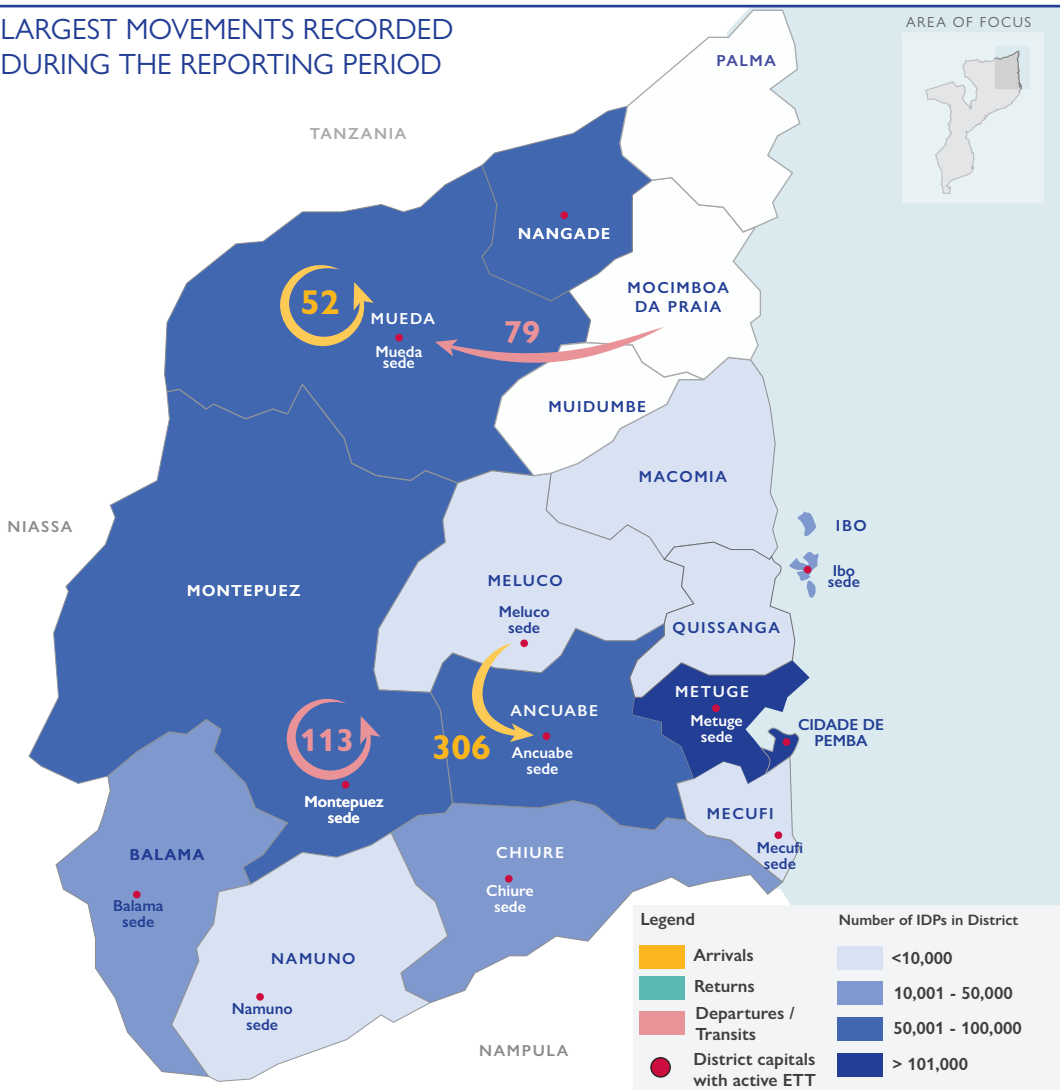 LARGEST MOVEMENTS RECORDED
DURING THE REPORTING PERIOD
AREA OF FOCUS
PALMA
TANZANIA
NANGADE
MOCIMBOA
DA PRAIA
52
MUEDA
Mueda
sede
79
MUIDUMBE
MACOMIA
NIASSA
IBO
Ibo
sede
MONTEPUEZ
MELUCO
Meluco
sede
QUISSANGA
METUGE
Metuge
sede
CIDADE DE
PEMBA
ANCUABE
306
Ancuabe
sede
113
Montepuez
sede
MECUFI
Mecufi
sede
BALAMA
Balama
sede
CHIURE
Chiure
sede
NAMUNO
Namuno
sede
NAMPULA
Legend
Arrivals
Returns
Departures /
Transits
District capitals
with active ETT
Number of IDPs in District
<10,000
10,001 - 50,000
50,001 - 100,000
> 101,000